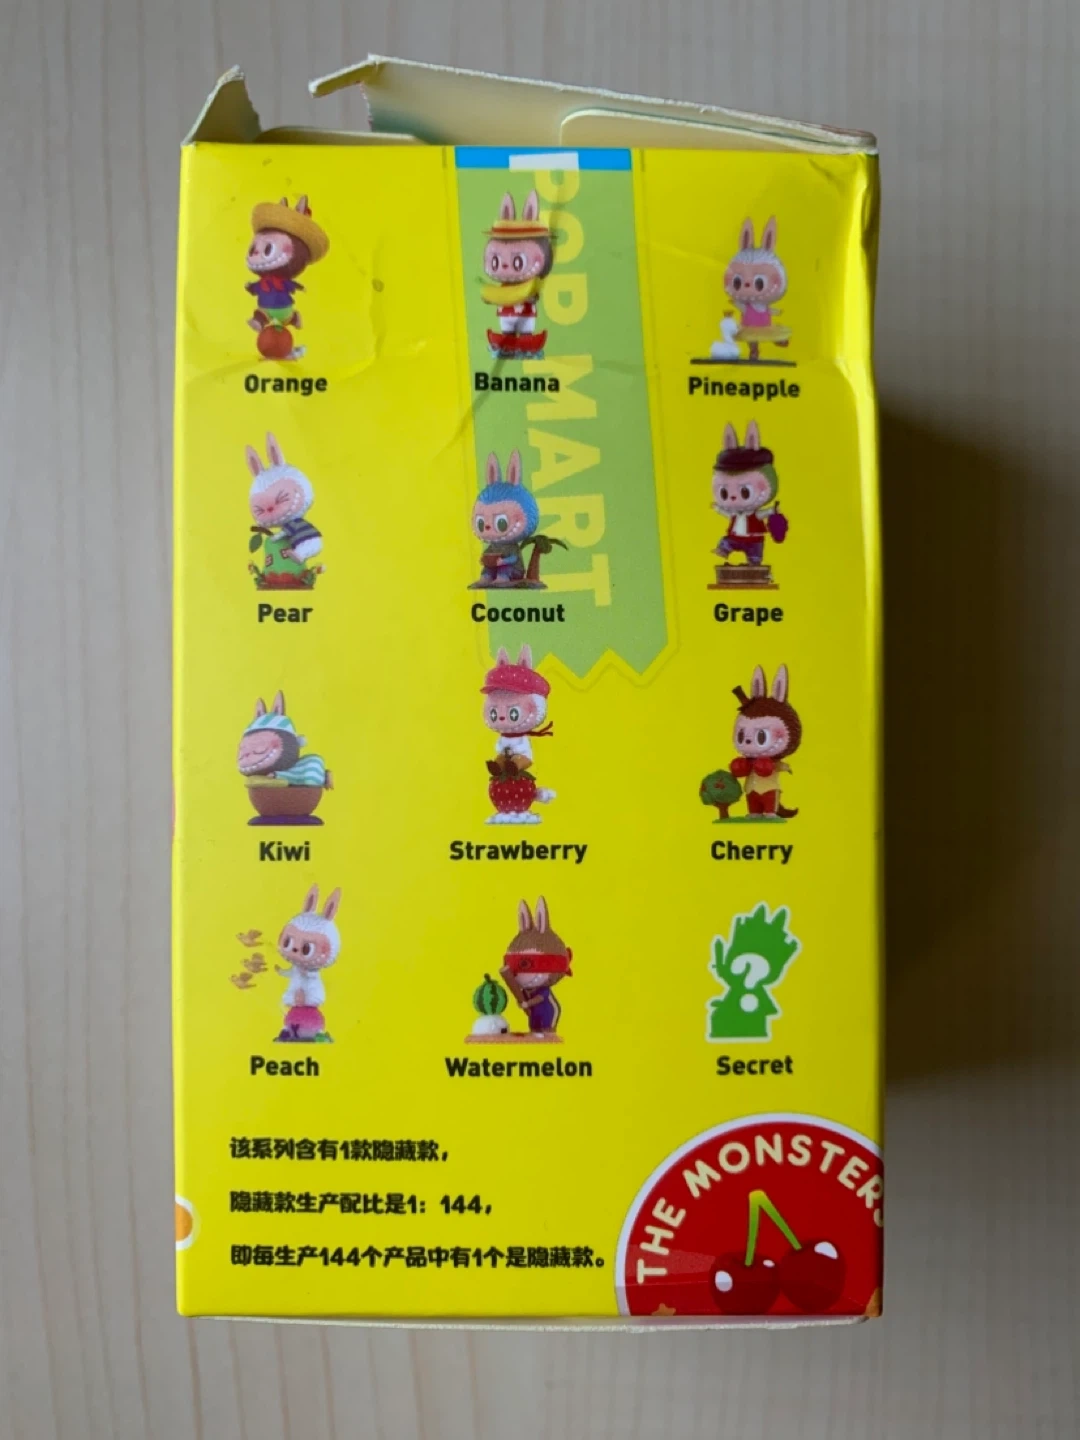 POP MART
Orange
Banana
Pineapple
Pear
Coconut
Grape
Kiwi
Strawberry
Cherry
Peach
Watermelon
?
Secret
该系列含有1款隐藏款，
隐藏款生产配比是1：144，
即每生产144个产品中有1个是隐藏款。
THE MONSTERS